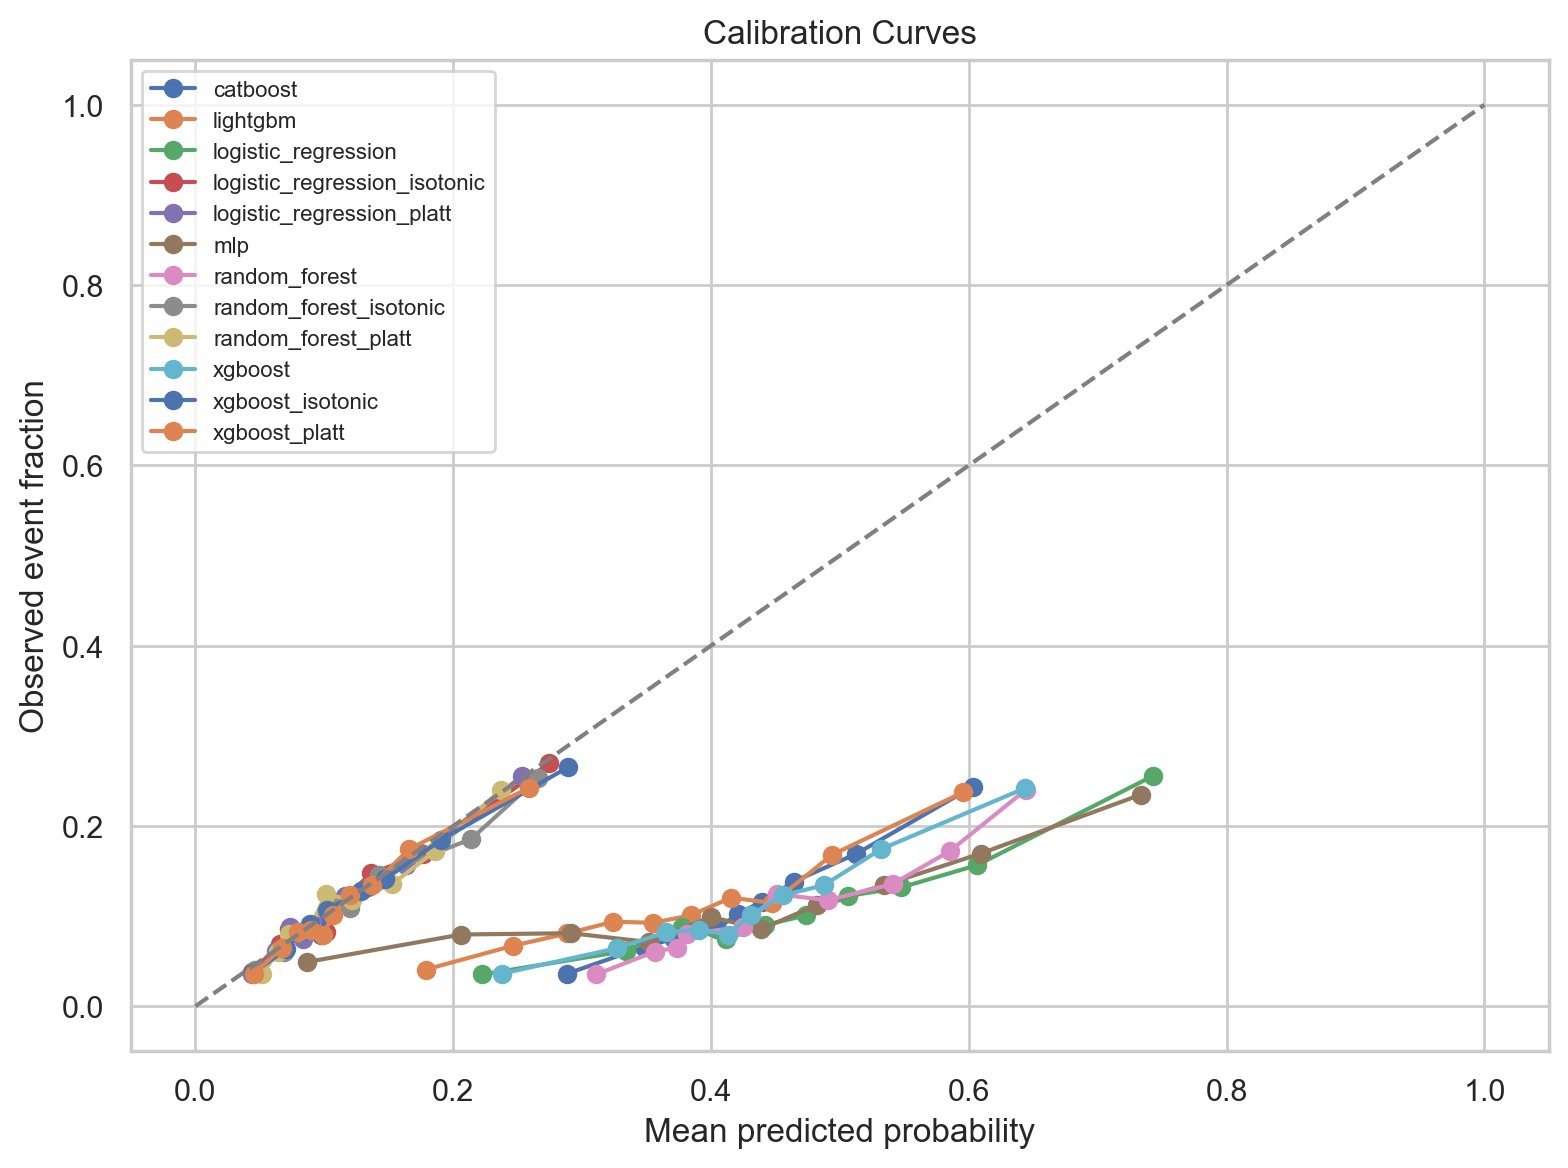 Calibration Curves
catboost
lightgbm
logistic_regression
logistic_regression_isotonic
logistic_regression_platt
mlp
random_forest
random_forest_isotonic
random_forest_platt
xgboost
xgboost_isotonic
xgboost_platt
1.0
0.8
0.6
0.4
0.2
0.0
Observed event fraction
0.0 0.2 0.4 0.6 0.8 1.0
Mean predicted probability